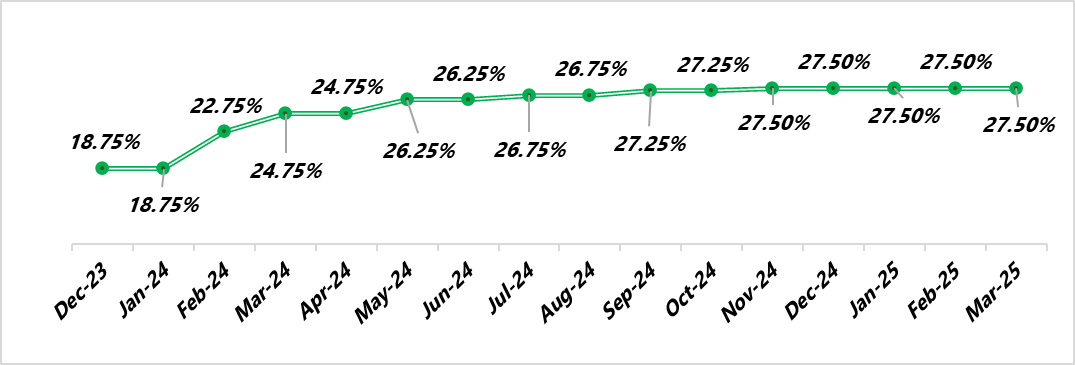 18.75%
18.75%
22.75%
24.75%
24.75%
26.25%
26.25%
26.75%
26.75%
27.25%
27.25%
27.50%
27.50%
27.50%
27.50%
27.50%
Dec-23
Jan-24
Feb-24
Mar-24
Apr-24
May-24
Jun-24
Jul-24
Aug-24
Sep-24
Oct-24
Nov-24
Dec-24
Jan-25
Feb-25
Mar-25